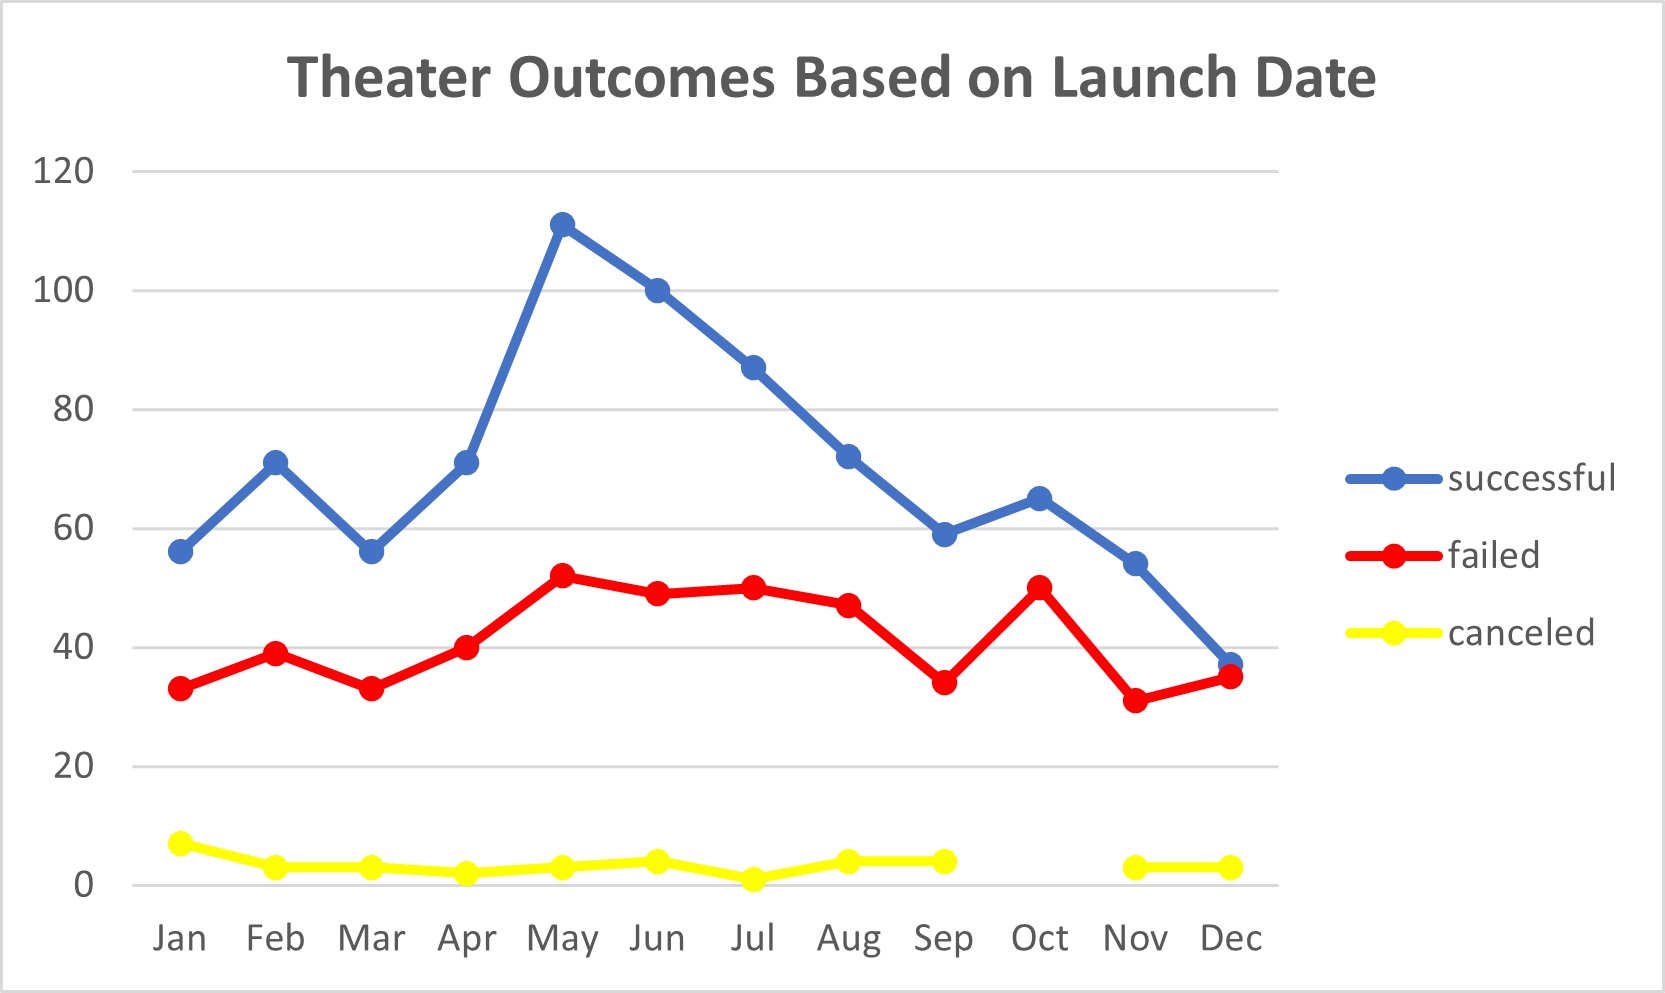 Theater Outcomes Based on Launch Date
120
100
80
60
40
20
0
Jan Feb Mar Apr May Jun Jul Aug Sep Oct Nov Dec
successful
failed
canceled